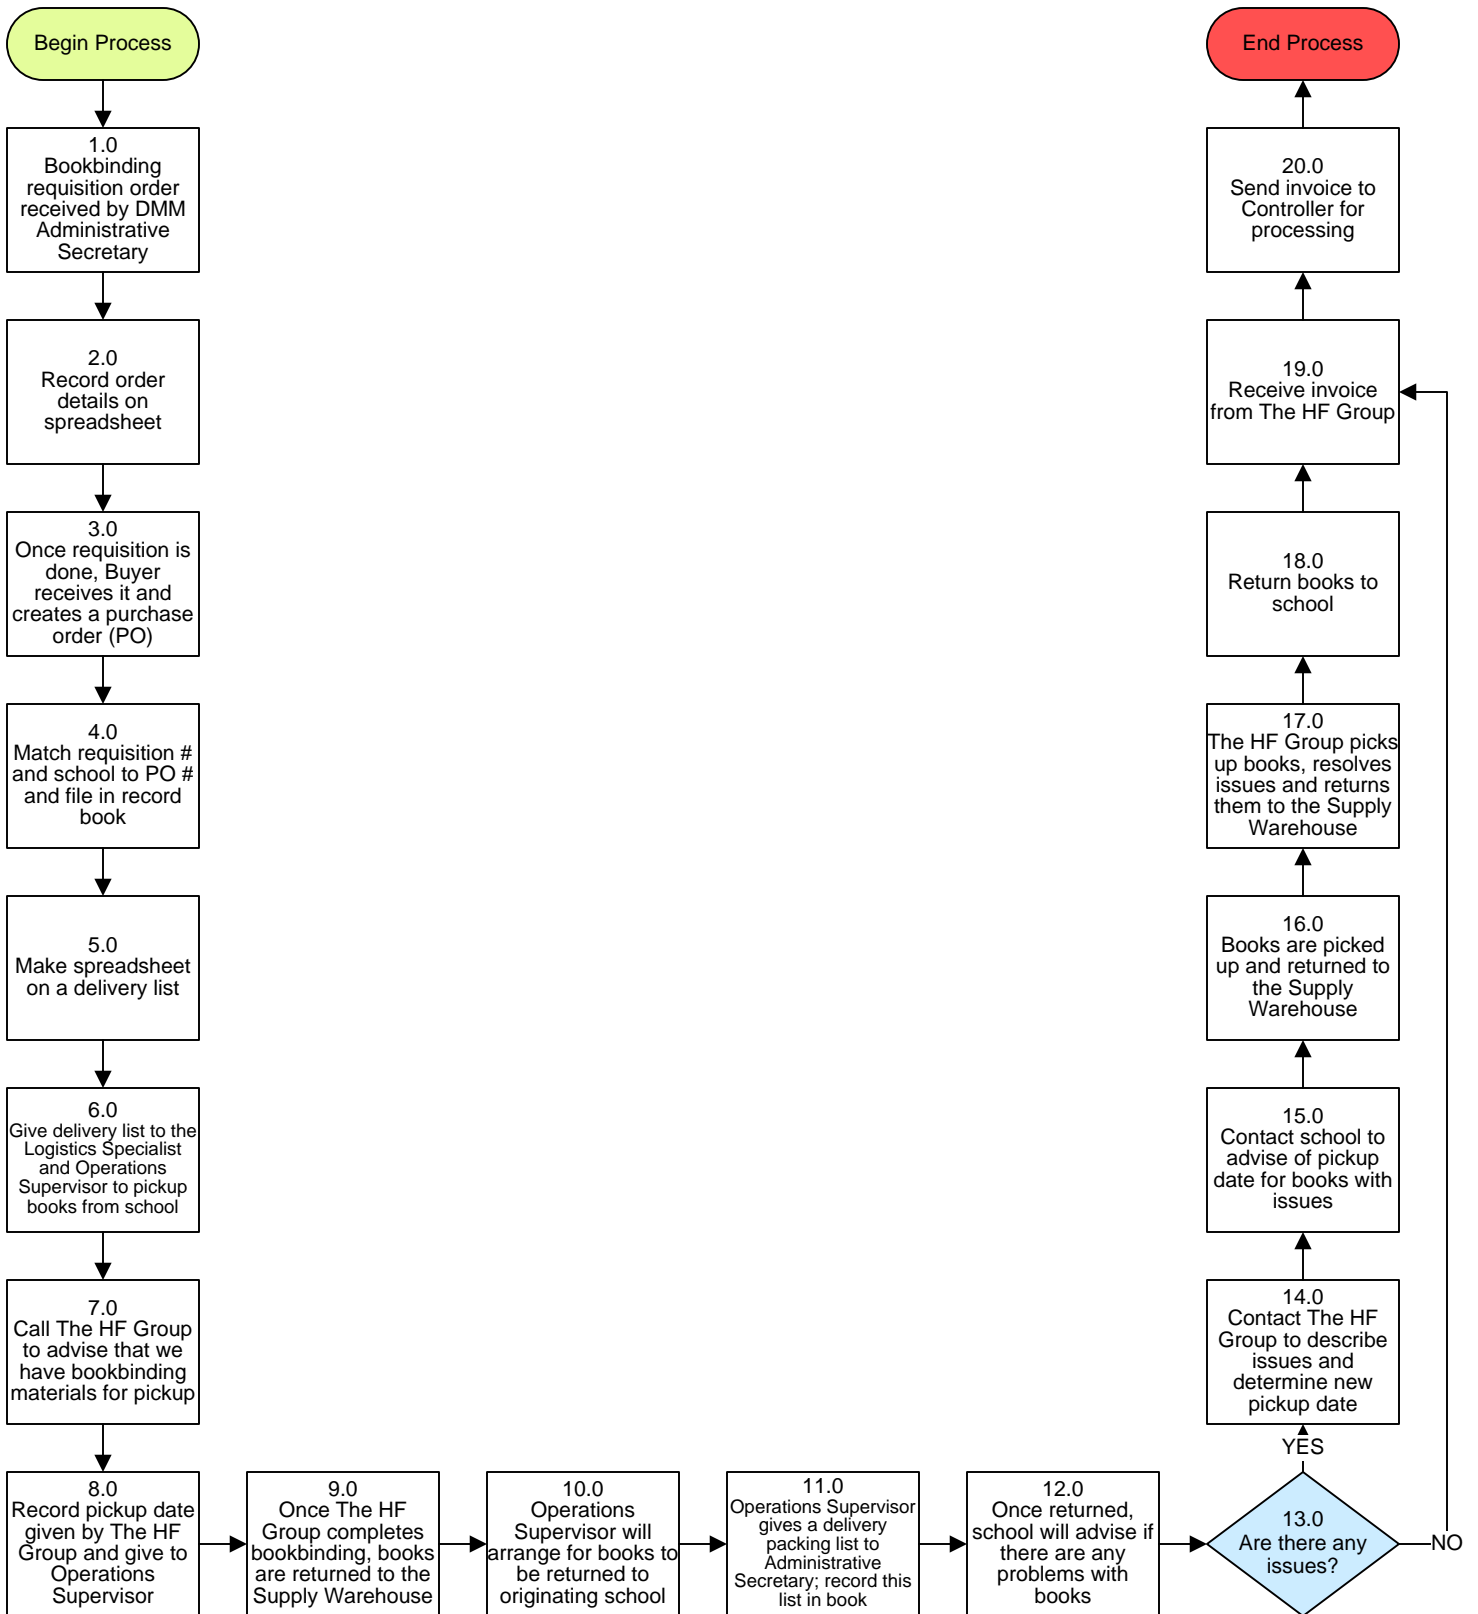 Begin Process
1.0
Bookbinding
requisition order
received by DMM
Administrative
Secretary
2.0
Record order
details on
spreadsheet
3.0
Once requisition is
done, Buyer
receives it and
creates a purchase
order (PO)
4.0
Match requisition #
and school to PO #
and file in record
book
5.0
Make spreadsheet
on a delivery list
6.0
Give delivery list to the
Logistics Specialist
and Operations
Supervisor to pickup
books from school
7.0
Call The HF Group
to advise that we
have bookbinding
materials for pickup
8.0
Record pickup date
given by The HF
Group and give to
Operations
Supervisor
9.0
Once The HF
Group completes
bookbinding, books
are returned to the
Supply Warehouse
10.0
Operations
Supervisor will
arrange for books to
be returned to
originating school
11.0
Operations Supervisor
gives a delivery
packing list to
Administrative
Secretary; record this
list in book
12.0
Once returned,
school will advise if
there are any
problems with
books
13.0
Are there any
issues?
NO
YES
14.0
Contact The HF
Group to describe
issues and
determine new
pickup date
15.0
Contact school to
advise of pickup
date for books with
issues
16.0
Books are picked
up and returned to
the Supply
Warehouse
17.0
The HF Group picks
up books, resolves
issues and returns
them to the Supply
Warehouse
18.0
Return books to
school
19.0
Receive invoice
from The HF Group
20.0
Send invoice to
Controller for
processing
End Process